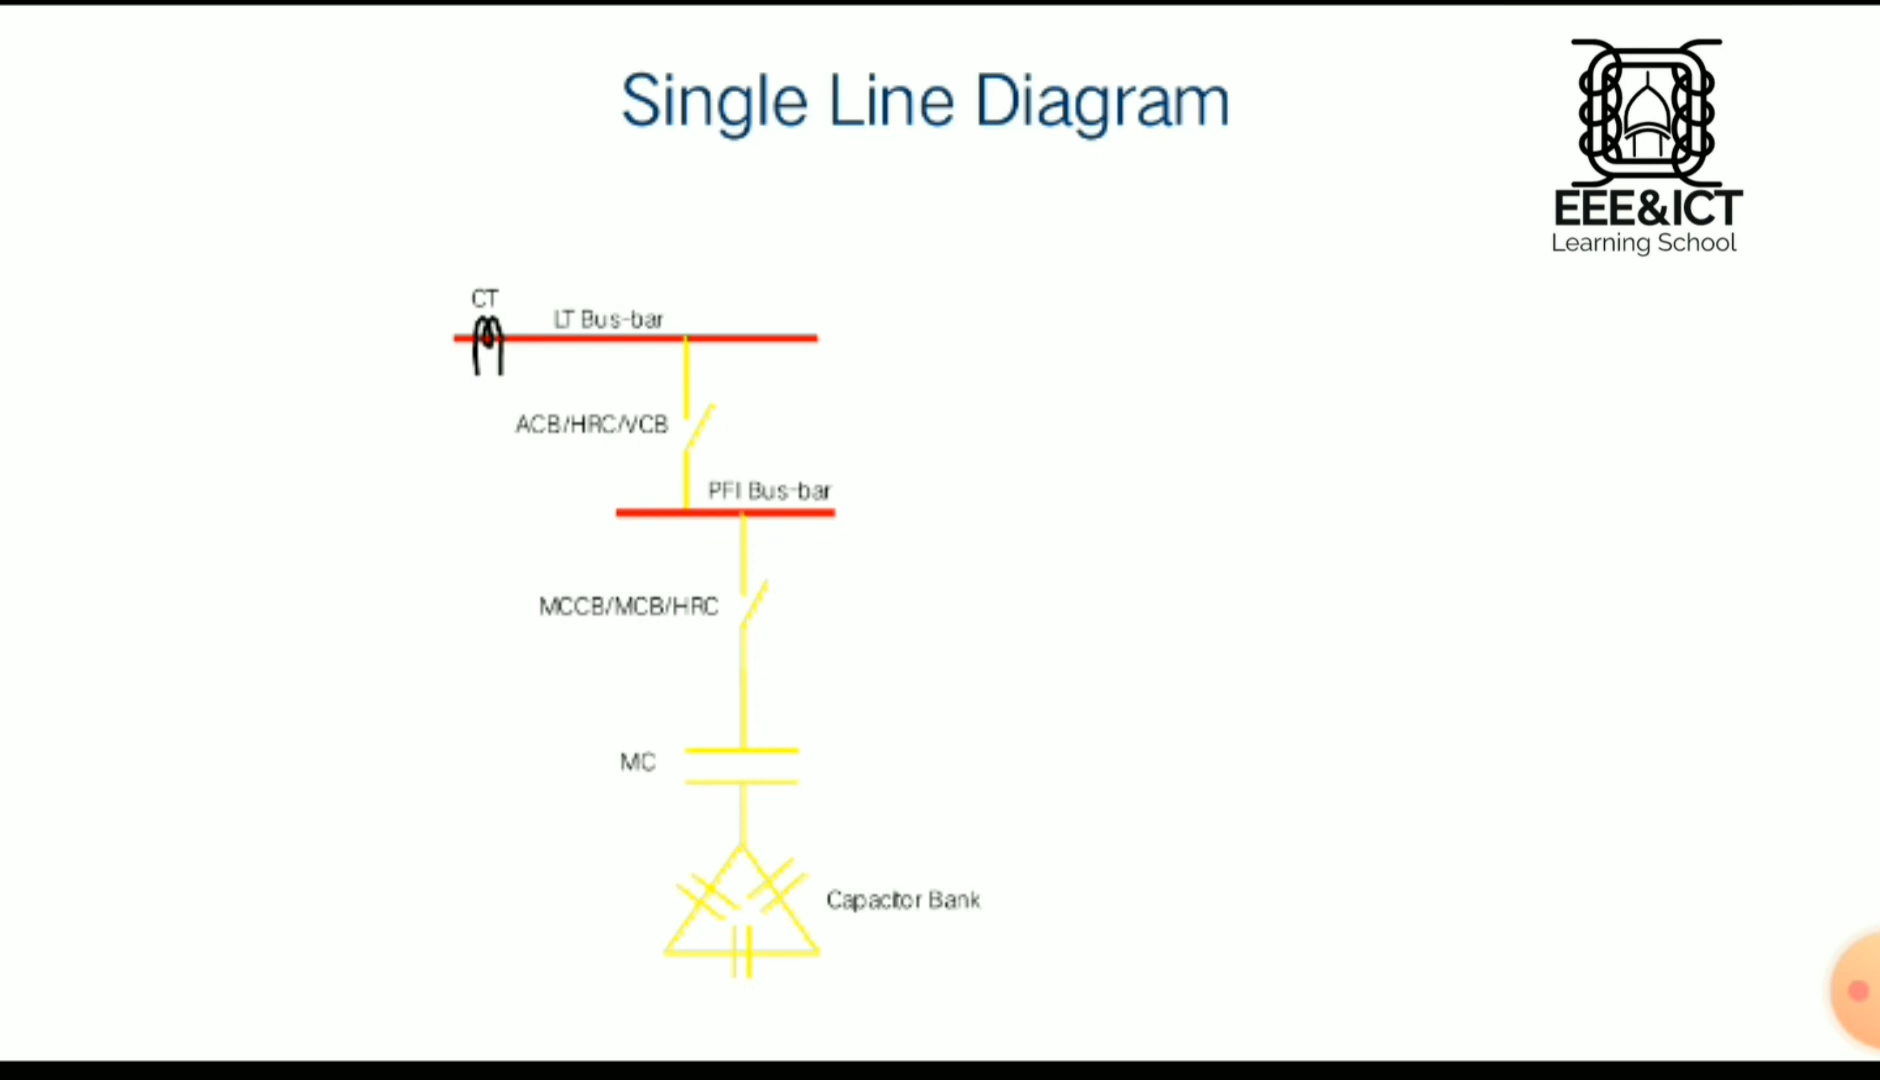 Single Line Diagram
EEE&ICT
Learning School
CT
LT Bus-bar
ACB/HRC/VCB
PFI Bus-bar
MCCB/MCB/HRC
MC
Capacitor Bank